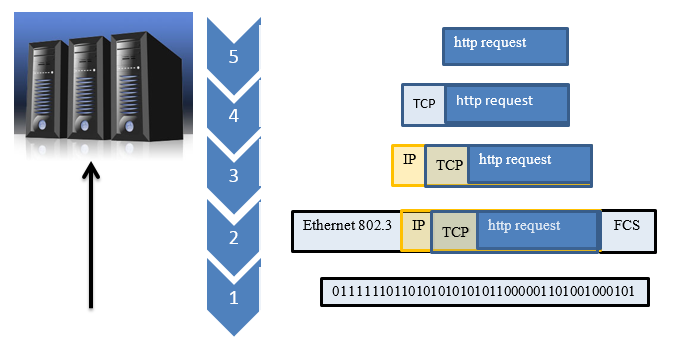 5
http request
4
TCP http request
3
IP TCP http request
2
Ethernet 802.3 IP TCP http request FCS
1
01111110110101010101011000001101001000101